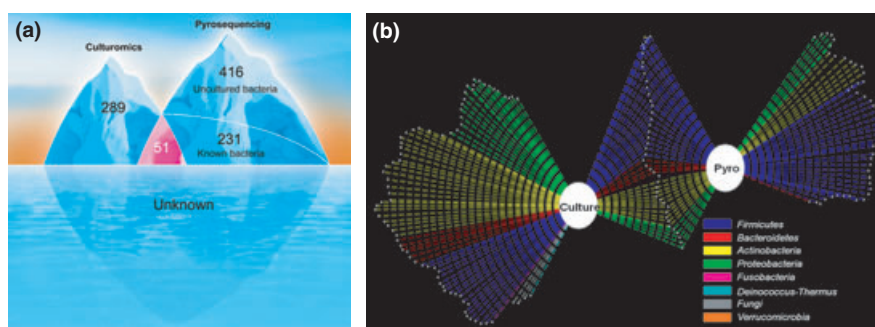 (a)
Pyrosequencing
Culturomics
416
Uncultured bacteria
289
231
51
Known bacteria
Unknown
(b)
Pyro
Culture
Firmicutes
Bacteroidetes
Actinobacteria
Proteobacteria
Fusobacteria
Deinococcus-Thermus
Fungi
Verrucomicrobia